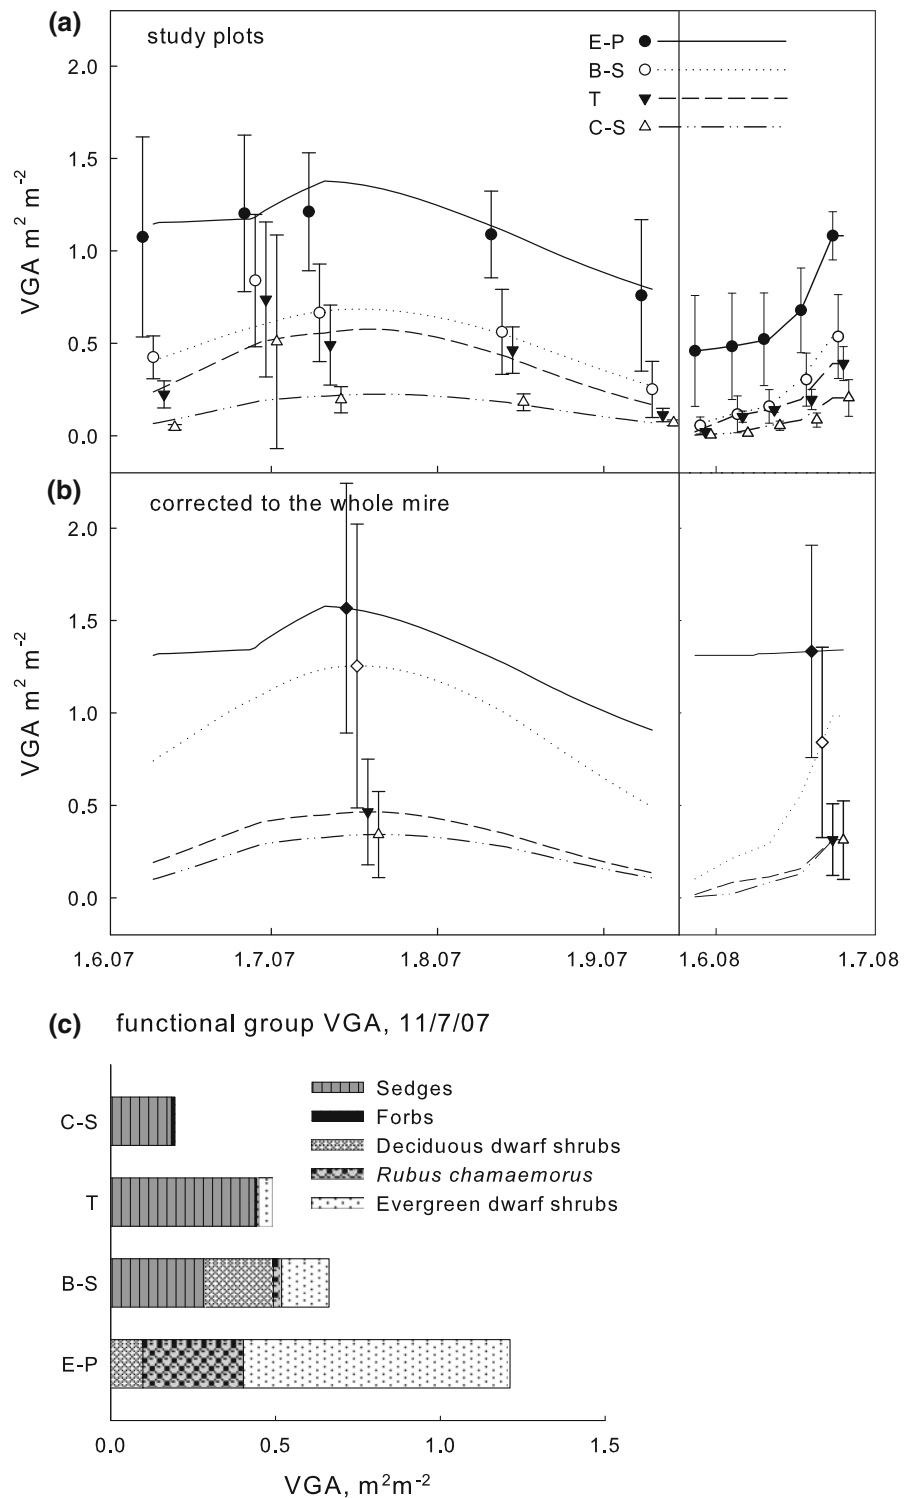 (a)
study plots
E-P
B-S
T
C-S
2.0
1.5
1.0
0.5
0.0
VGA m² m⁻²
(b)
corrected to the whole mire
2.0
1.5
1.0
0.5
0.0
VGA m² m⁻²
1.6.07 1.7.07 1.8.07 1.9.07 1.6.08 1.7.08
(c) functional group VGA, 11/7/07
Sedges
Forbs
Deciduous dwarf shrubs
Rubus chamaemorus
Evergreen dwarf shrubs
C-S
T
B-S
E-P
0.0 0.5 1.0 1.5
VGA, m²m⁻²